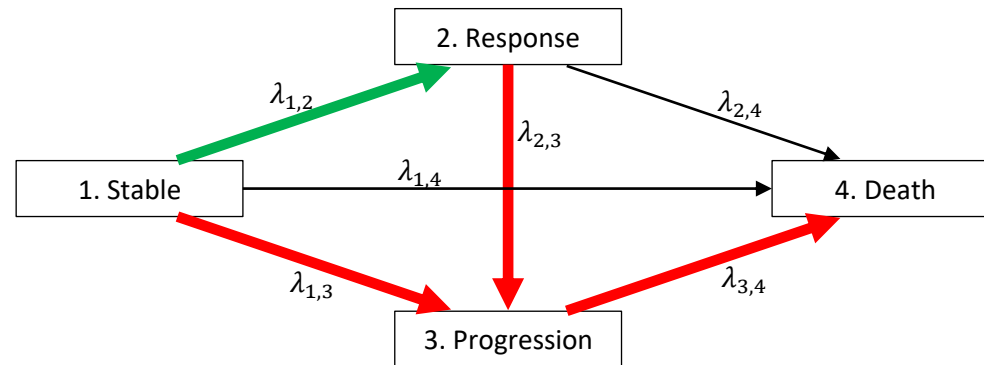 2. Response
λ1,2
λ2,4
λ2,3
1. Stable
λ1,4
4. Death
λ1,3
λ3,4
3. Progression